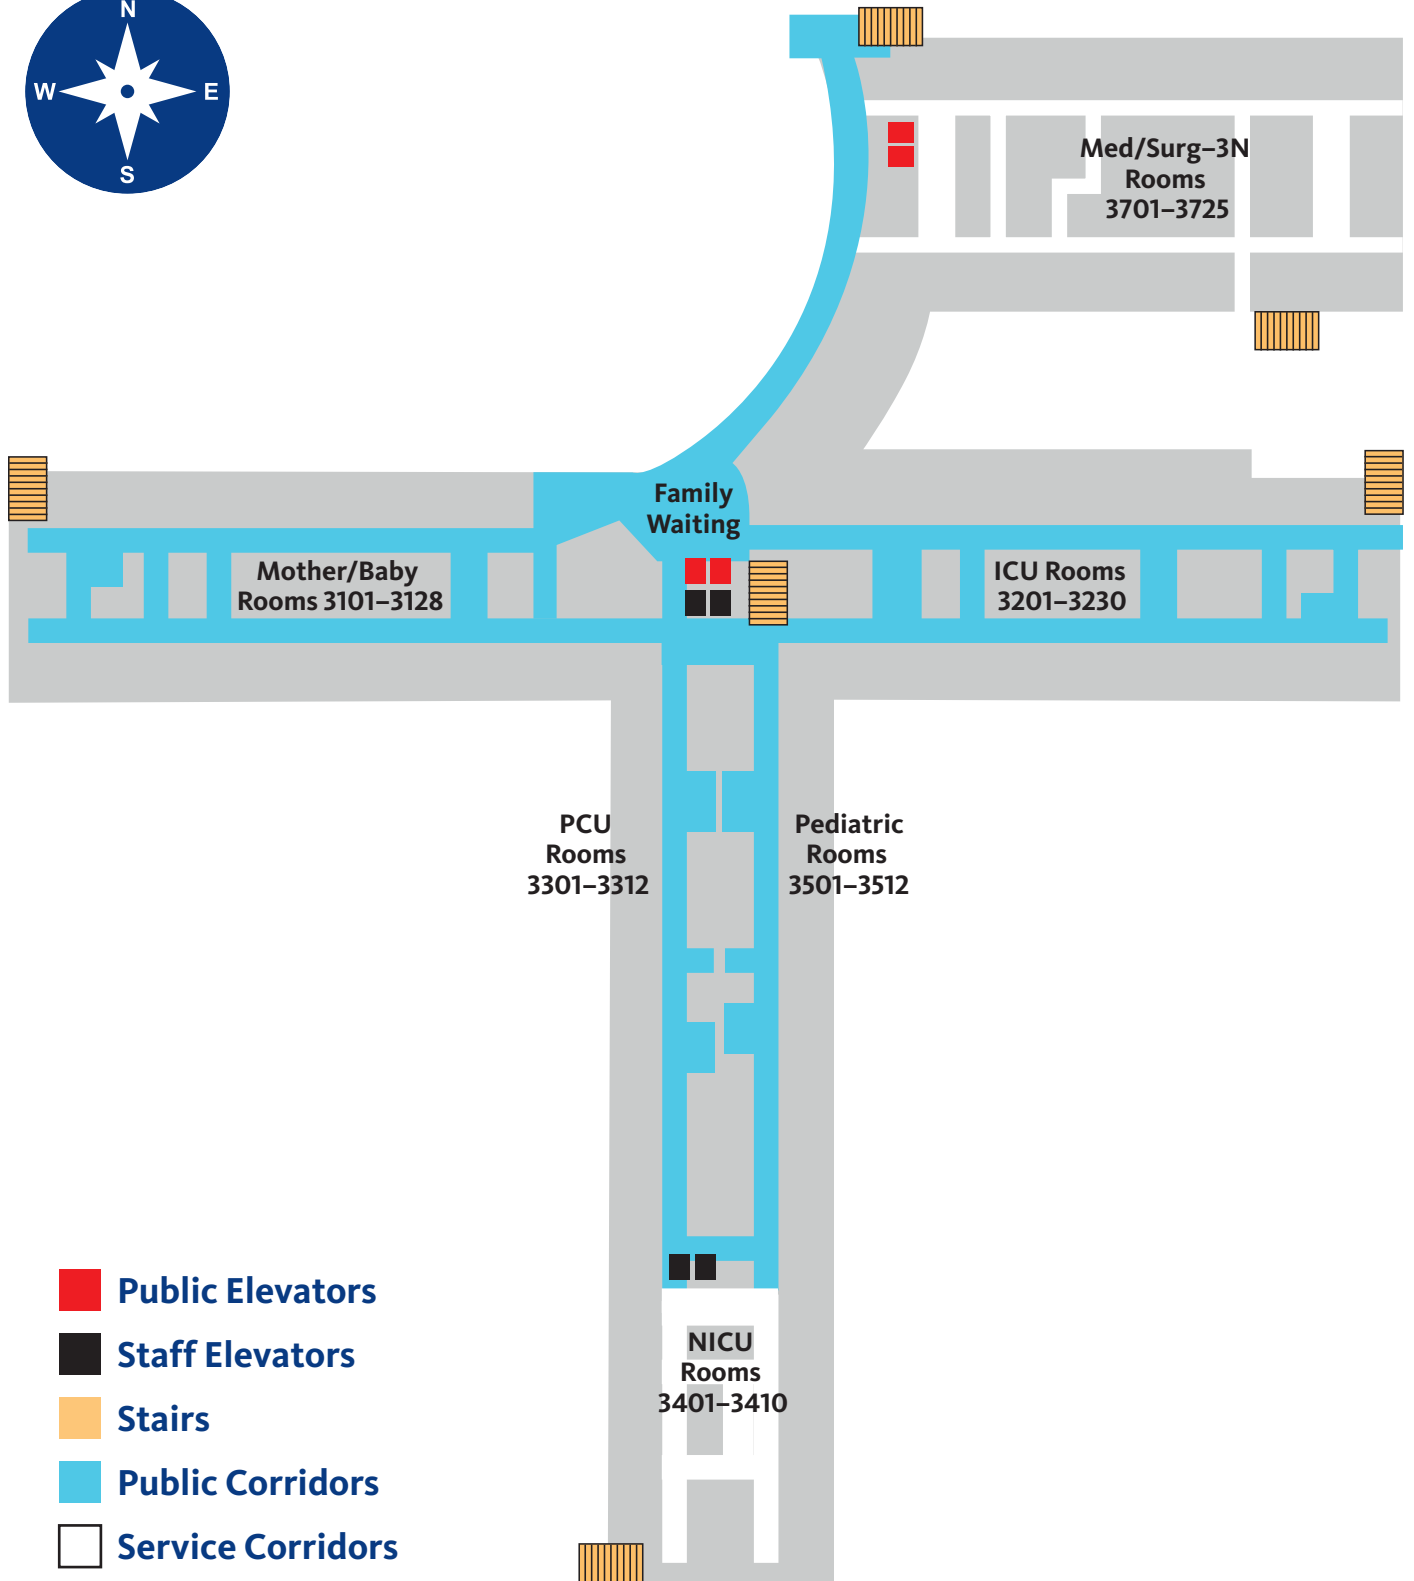 N
W E
S
Med/Surg–3N
Rooms
3701–3725
Family
Waiting
Mother/Baby
Rooms 3101–3128
ICU Rooms
3201–3230
PCU
Rooms
3301–3312
Pediatric
Rooms
3501–3512
NICU
Rooms
3401–3410
Public Elevators
Staff Elevators
Stairs
Public Corridors
Service Corridors